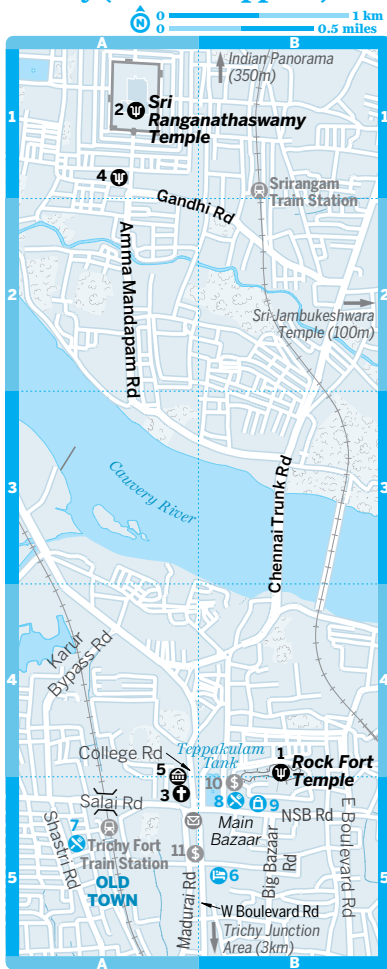 0 1 km
0 0.5 miles
A B
Indian Panorama
(350m)
1 1
2 Sri
Ranganathaswamy
Temple
4
Srirangam
Train Station
Gandhi Rd
Amma Mandapam Rd
2 2
Sri Jambukeshwara
Temple (100m)
3 3
Cauvery River
Chennai Trunk Rd
Karur
Bypass Rd
4 4
College Rd
Teppakulam
Tank
1
Rock Fort
Temple
5
10
3
8 9
Salai Rd
NSB Rd
Main
Bazaar
7
Trichy Fort
Train Station
11
Shastri Rd
Big Bazaar
Rd
E Boulevard Rd
5 5
OLD
TOWN
6
Madurai Rd
W Boulevard Rd
Trichy Junction
Area (3km)
A B